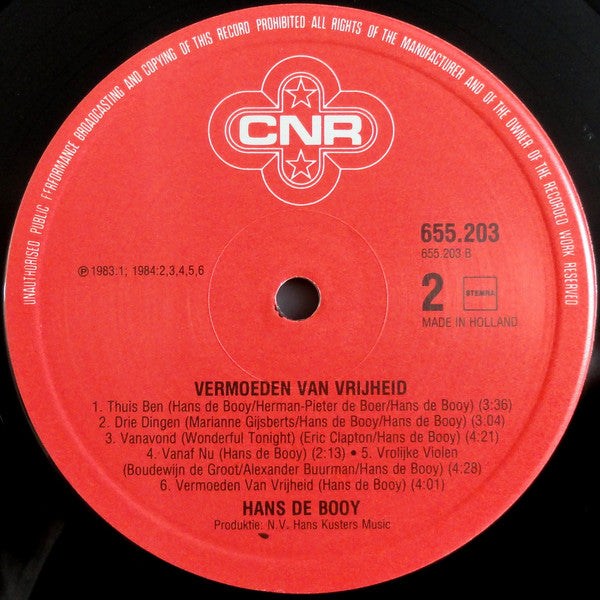 UNAUTHORISED PUBLIC PERFORMANCE BROADCASTING AND COPYING OF THIS RECORD PROHIBITED ALL RIGHTS OF THE MANUFACTURER AND OF THE OWNER OF THE RECORDED WORK RESERVED
CNR
655.203
655.203 B
℗ 1983:1; 1984:2,3,4,5,6
2 STEMRA
MADE IN HOLLAND
VERMOEDEN VAN VRIJHEID
1. Thuis Ben (Hans de Booy/Herman-Pieter de Boer/Hans de Booy) (3:36)
2. Drie Dingen (Marianne Gijsberts/Hans de Booy/Hans de Booy) (3:04)
3. Vanavond (Wonderful Tonight) (Eric Clapton/Hans de Booy) (4:21)
4. Vanaf Nu (Hans de Booy) (2:13) • 5. Vrolijke Violen
(Boudewijn de Groot/Alexander Buurman/Hans de Booy) (4:28)
6. Vermoeden Van Vrijheid (Hans de Booy) (4:01)
HANS DE BOOY
Produktie: N.V. Hans Kusters Music